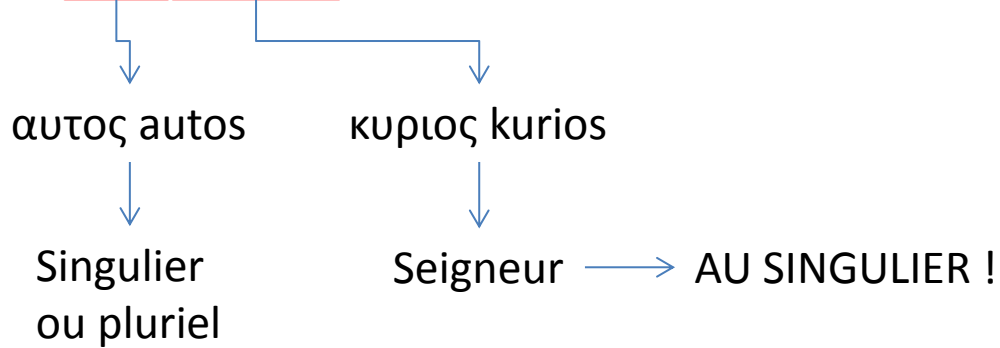 αυτος autos κυριος kurios
Singulier
ou pluriel
Seigneur AU SINGULIER !